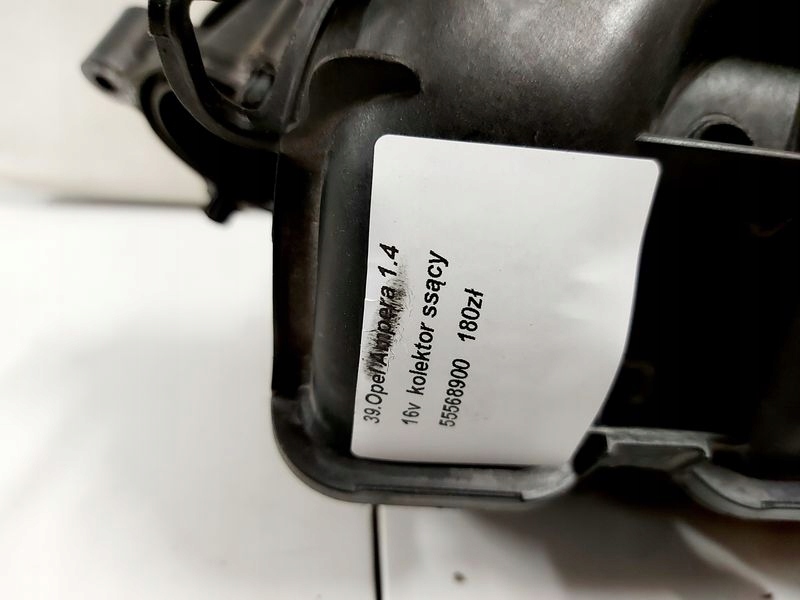 39.Opel Ampera 1.4
16v kolektor ssący
55568900 180zł